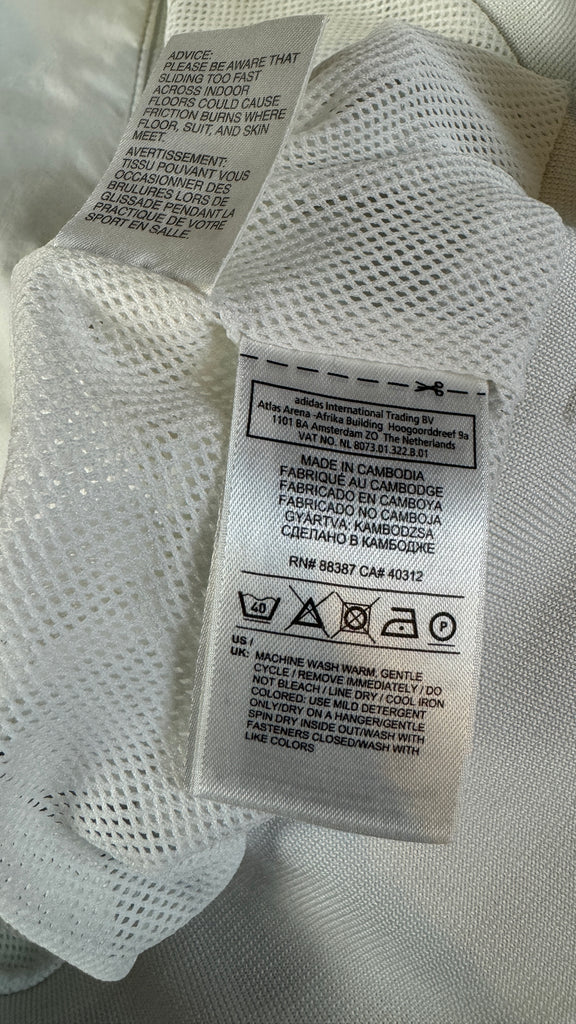 ADVICE:
PLEASE BE AWARE THAT
SLIDING TOO FAST
ACROSS INDOOR
FLOORS COULD CAUSE
FRICTION BURNS WHERE
FLOOR, SUIT, AND SKIN
MEET.
AVERTISSEMENT:
TISSU POUVANT VOUS
OCCASIONNER DES
BRULURES LORS DE
GLISSADE PENDANT LA
PRACTIQUE DE VOTRE
SPORT EN SALLE.
adidas International Trading BV
Atlas Arena -Afrika Building Hoogoorddreef 9a
1101 BA Amsterdam ZO The Netherlands
VAT NO. NL 8073.01.322.B.01
MADE IN CAMBODIA
FABRIQUÉ AU CAMBODGE
FABRICADO EN CAMBOYA
FABRICADO NO CAMBOJA
GYÁRTVA: KAMBODZSA
СДЕЛАНО В КАМБОДЖЕ
RN# 88387 CA# 40312
40 P
US /
UK: MACHINE WASH WARM, GENTLE
CYCLE / REMOVE IMMEDIATELY / DO
NOT BLEACH / LINE DRY / COOL IRON
COLORED: USE MILD DETERGENT
ONLY/DRY ON A HANGER/GENTLE
SPIN DRY INSIDE OUT/WASH WITH
FASTENERS CLOSED/WASH WITH
LIKE COLORS